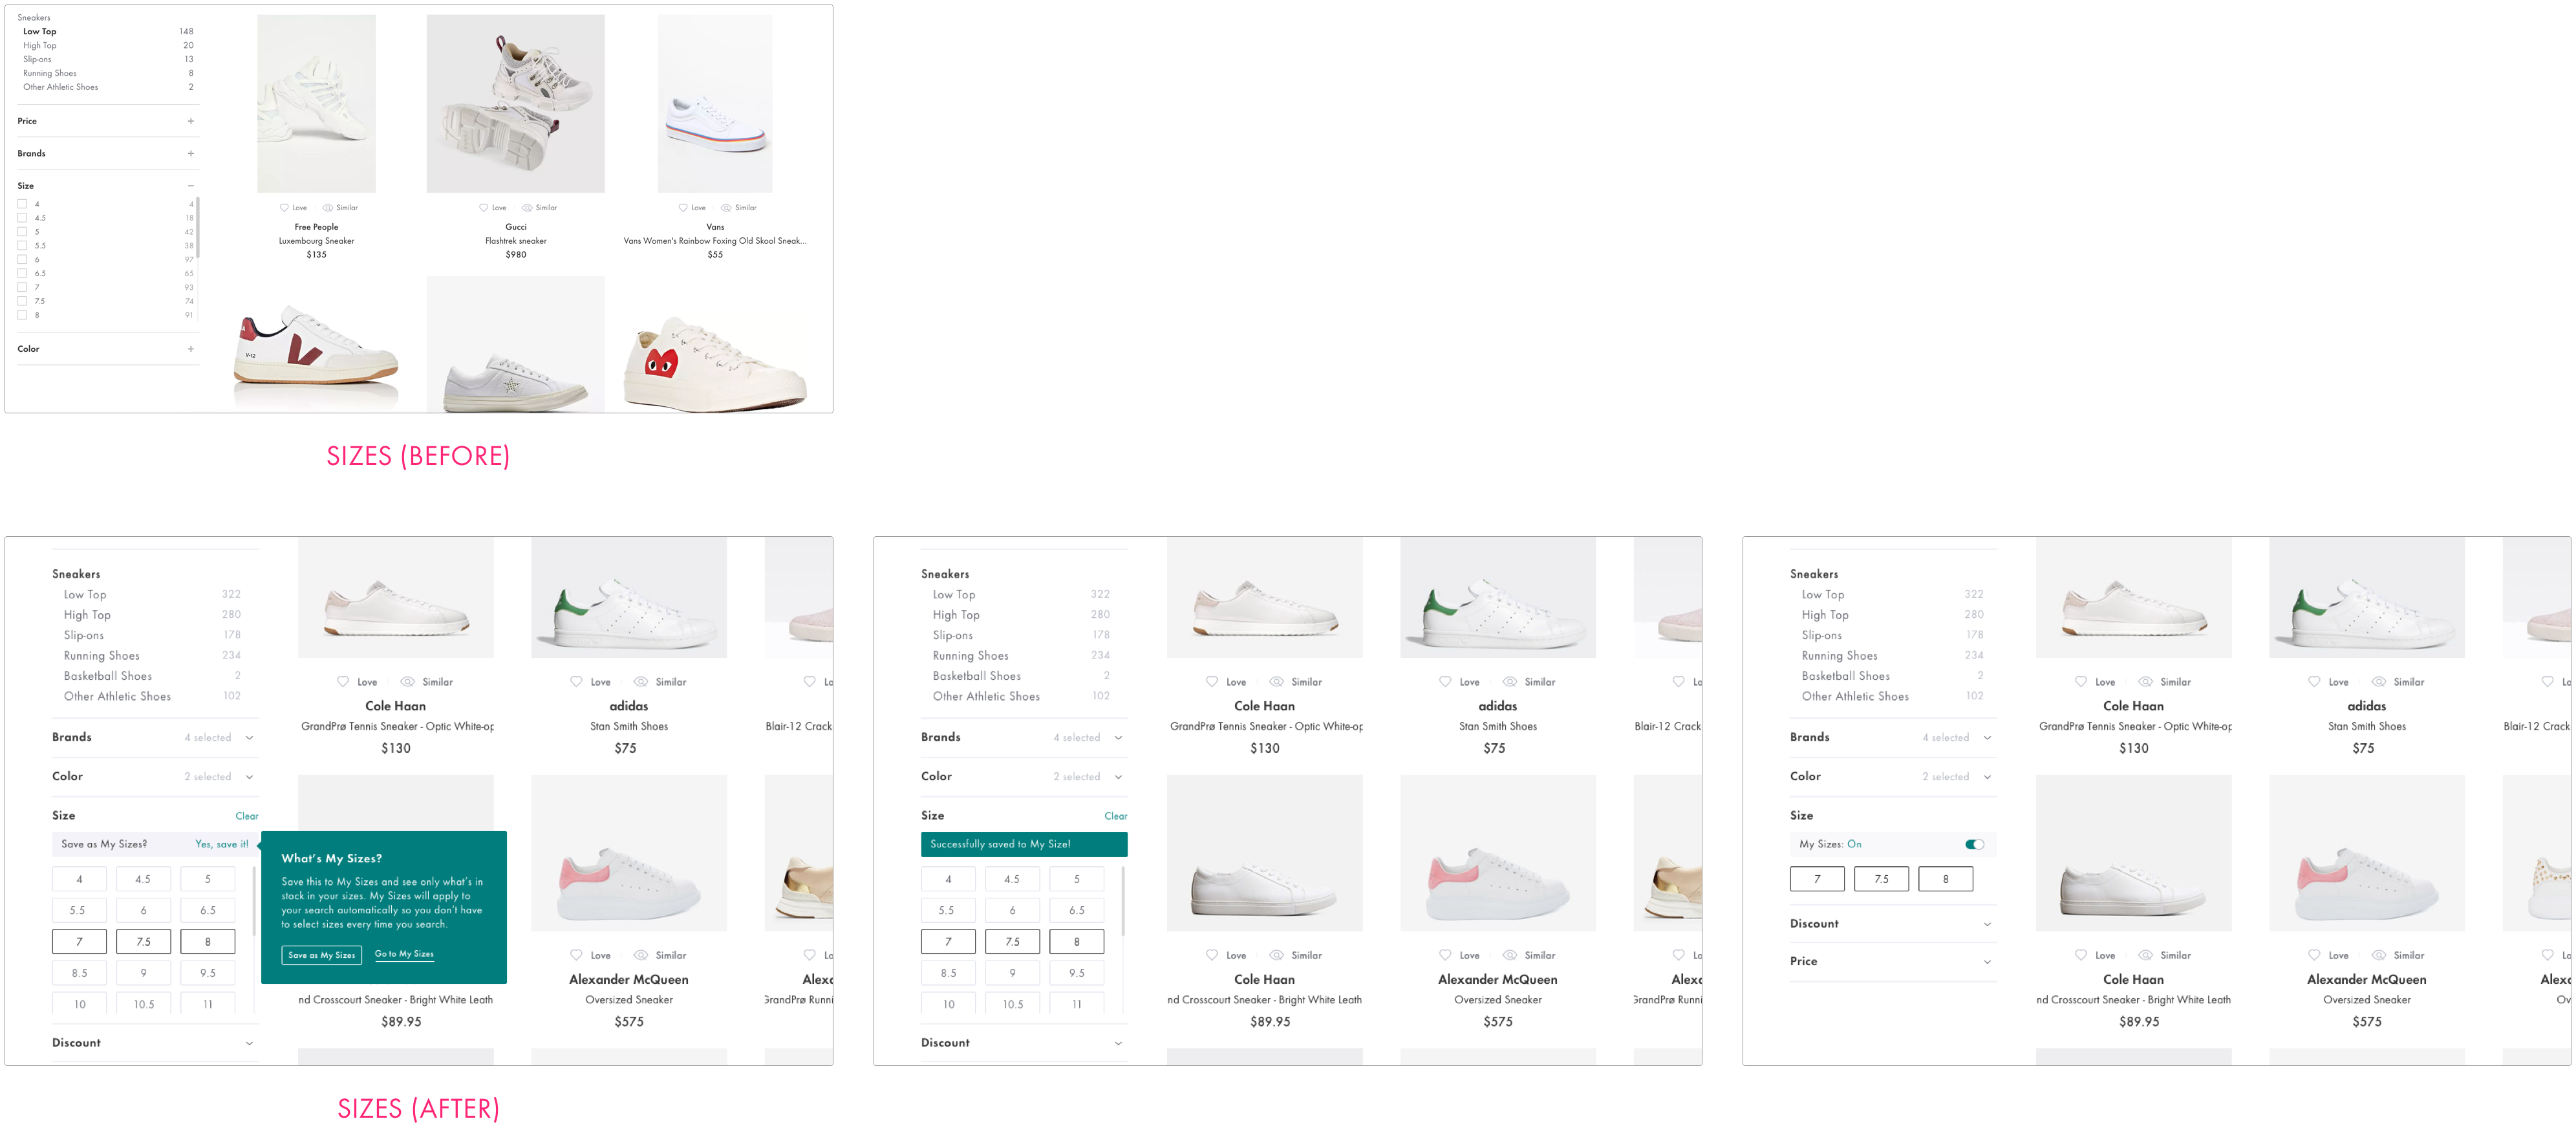 Sneakers
Low Top 148
High Top 20
Slip-ons 13
Running Shoes 8
Other Athletic Shoes 2
Price +
Brands +
Size −
4 4
4.5 18
5 42
5.5 38
6 97
6.5 65
7 93
7.5 74
8 91
Color +
Love Similar
Free People
Luxembourg Sneaker
$135
Love Similar
Gucci
Flashtrek sneaker
$980
Love Similar
Vans
Vans Women's Rainbow Foxing Old Skool Sneak...
$55
V-12
SIZES (BEFORE)
Sneakers
Low Top 322
High Top 280
Slip-ons 178
Running Shoes 234
Basketball Shoes 2
Other Athletic Shoes 102
Brands 4 selected
Color 2 selected
Size Clear
Save as My Sizes? Yes, save it!
4 4.5 5
5.5 6 6.5
7 7.5 8
8.5 9 9.5
10 10.5 11
Discount
What's My Sizes?
Save this to My Sizes and see only what's in
stock in your sizes. My Sizes will apply to
your search automatically so you don't have
to select sizes every time you search.
Save as My Sizes Go to My Sizes
Love Similar
Cole Haan
GrandPrø Tennis Sneaker - Optic White-op
$130
Love Similar
adidas
Stan Smith Shoes
$75
Lo
Blair-12 Crack
nd Crosscourt Sneaker - Bright White Leath
$89.95
Love Similar
Alexander McQueen
Oversized Sneaker
$575
Lo
Alexa
GrandPrø Runni
SIZES (AFTER)
Sneakers
Low Top 322
High Top 280
Slip-ons 178
Running Shoes 234
Basketball Shoes 2
Other Athletic Shoes 102
Brands 4 selected
Color 2 selected
Size Clear
Successfully saved to My Size!
4 4.5 5
5.5 6 6.5
7 7.5 8
8.5 9 9.5
10 10.5 11
Discount
Love Similar
Cole Haan
GrandPrø Tennis Sneaker - Optic White-op
$130
Love Similar
adidas
Stan Smith Shoes
$75
Lo
Blair-12 Crack
Love Similar
Cole Haan
nd Crosscourt Sneaker - Bright White Leath
$89.95
Love Similar
Alexander McQueen
Oversized Sneaker
$575
Lo
Alexa
GrandPrø Runni
Sneakers
Low Top 322
High Top 280
Slip-ons 178
Running Shoes 234
Basketball Shoes 2
Other Athletic Shoes 102
Brands 4 selected
Color 2 selected
Size
My Sizes: On
7 7.5 8
Discount
Price
Love Similar
Cole Haan
GrandPrø Tennis Sneaker - Optic White-op
$130
Love Similar
adidas
Stan Smith Shoes
$75
Lo
Blair-12 Crack
Love Similar
Cole Haan
nd Crosscourt Sneaker - Bright White Leath
$89.95
Love Similar
Alexander McQueen
Oversized Sneaker
$575
Lo
Alexa
Ov